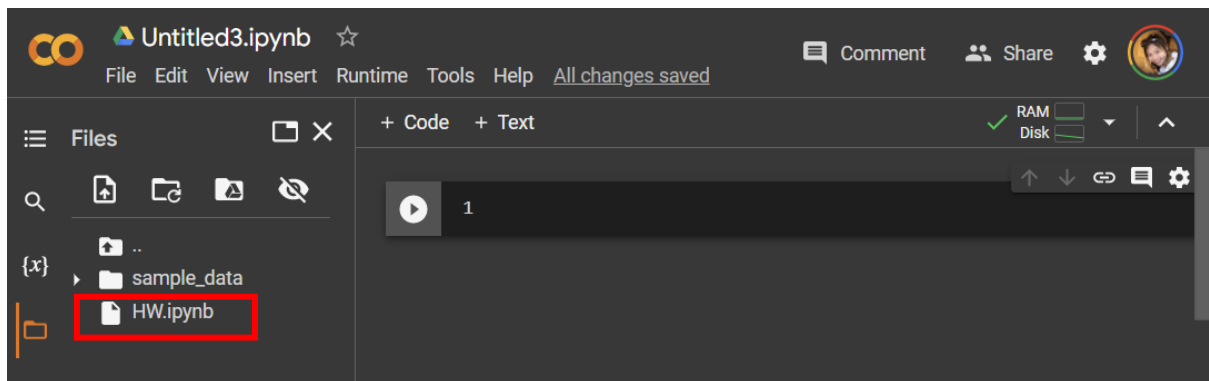 Untitled3.ipynb
File Edit View Insert Runtime Tools Help All changes saved
Comment Share
Files
+ Code + Text
RAM
Disk
1
..
{x}
sample_data
HW.ipynb